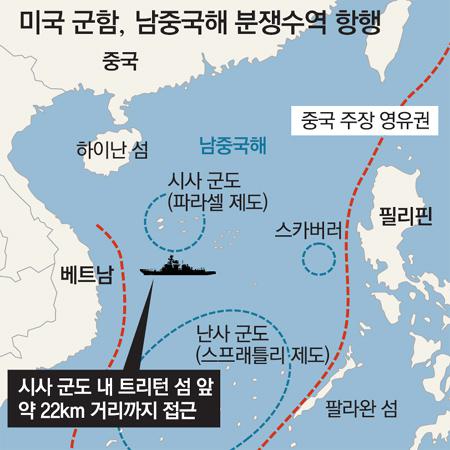 미국 군함, 남중국해 분쟁수역 항행
중국
중국 주장 영유권
하이난 섬
남중국해
시사 군도
(파라셀 제도)
스카버러
필리핀
베트남
난사 군도
(스프래틀리 제도)
시사 군도 내 트리턴 섬 앞
약 22km 거리까지 접근
팔라완 섬